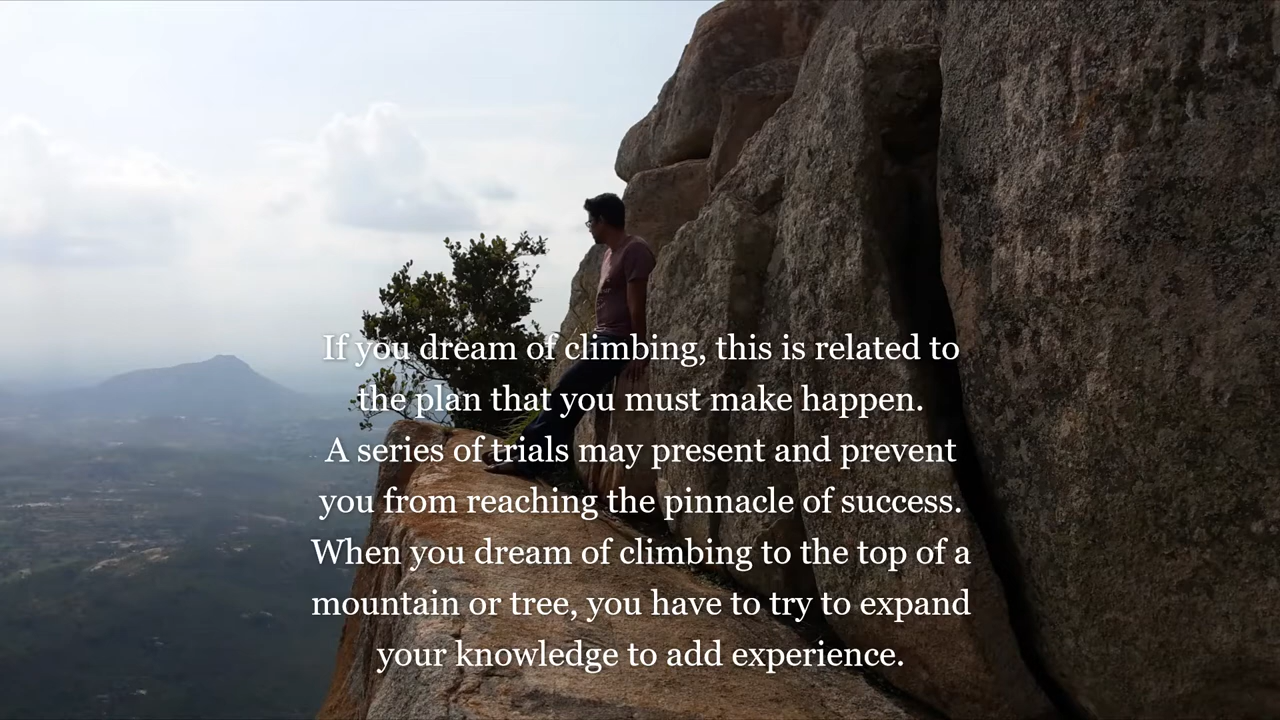 If you dream of climbing, this is related to
the plan that you must make happen.
A series of trials may present and prevent
you from reaching the pinnacle of success.
When you dream of climbing to the top of a
mountain or tree, you have to try to expand
your knowledge to add experience.